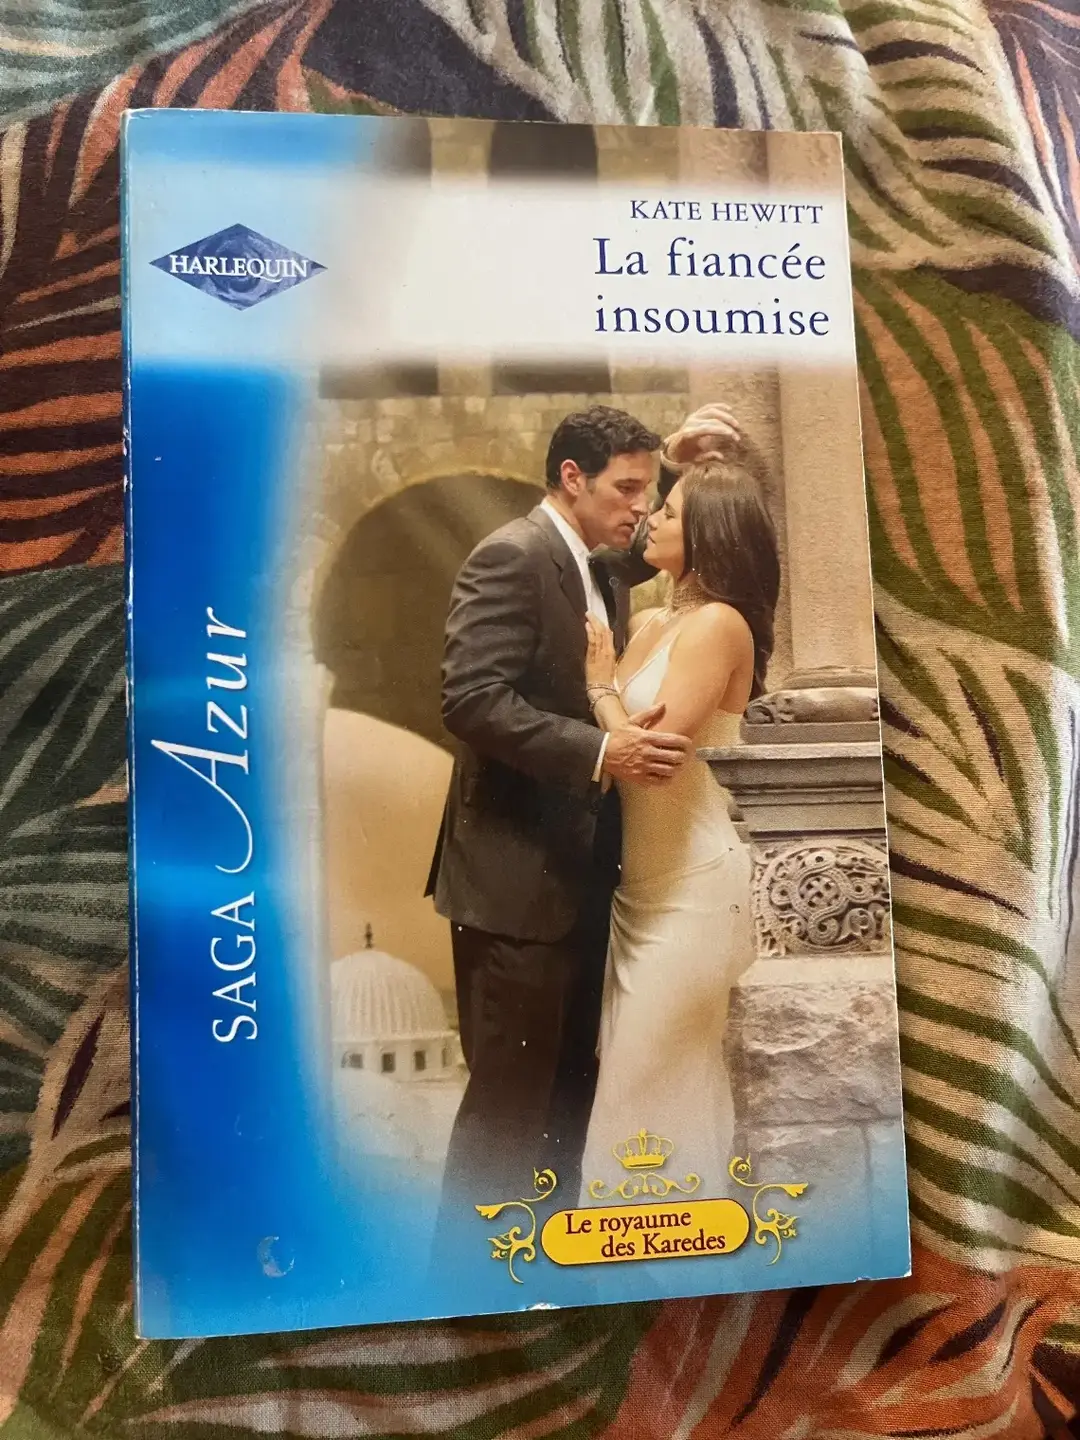 HARLEQUIN
KATE HEWITT
La fiancée
insoumise
SAGA Azur
Le royaume
des Karedes